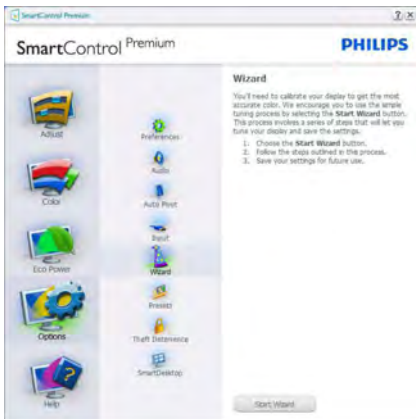 SmartControl Premium
SmartControl Premium
PHILIPS
Adjust
Color
Eco Power
Options
Help
Preferences
Audio
Auto Pivot
Input
Wizard
Presets
Theft Deterrence
SmartDesktop
Wizard
You'll need to calibrate your display to get the most
accurate color. We encourage you to use the simple
tuning process by selecting the Start Wizard button.
This process invokes a series of steps that will let you
tune your display and save the settings.
1. Choose the Start Wizard button.
2. Follow the steps outlined in the process.
3. Save your settings for future use.
Start Wizard